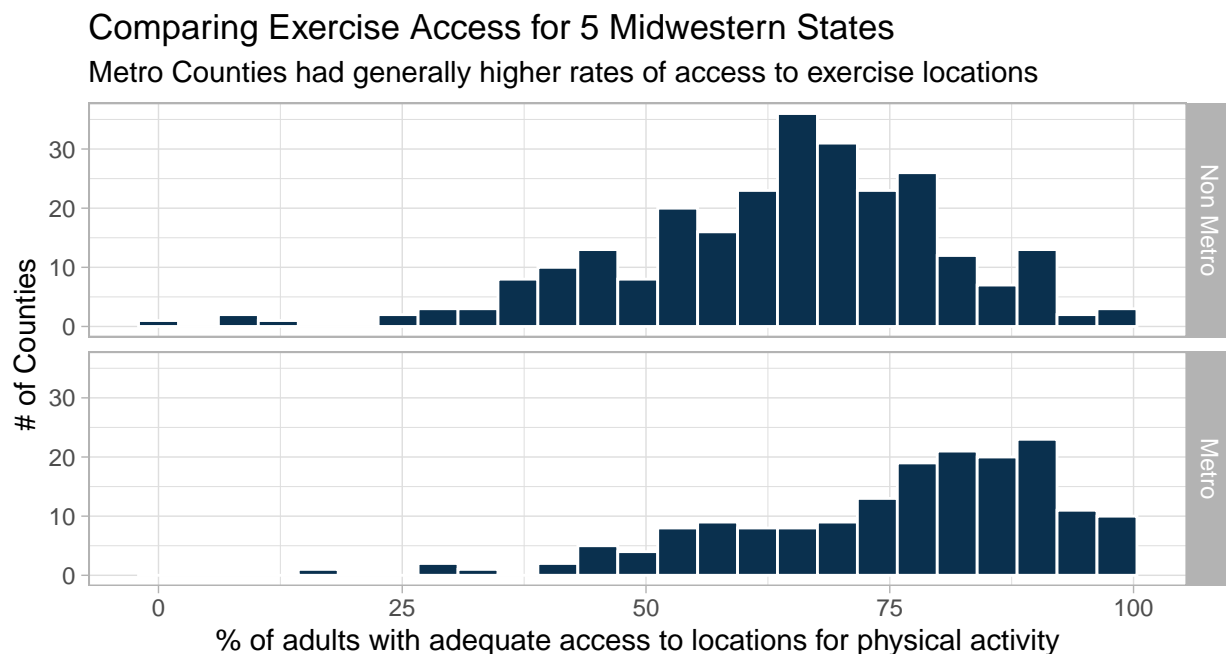 Comparing Exercise Access for 5 Midwestern States
Metro Counties had generally higher rates of access to exercise locations
# of Counties
30
20
10
0
Non Metro
30
20
10
0
Metro
0 25 50 75 100
% of adults with adequate access to locations for physical activity